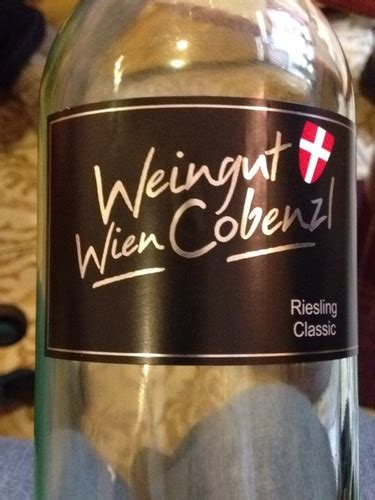 Weingut
Wien Cobenzl
Riesling
Classic